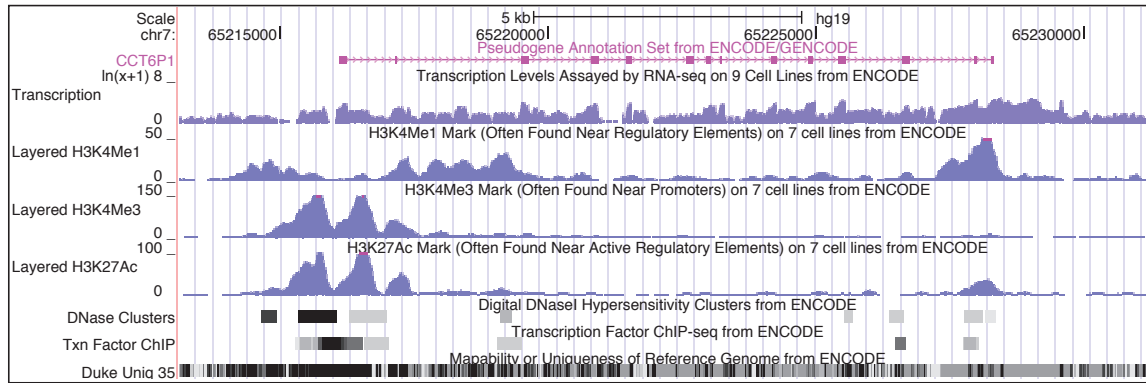 Scale 5 kb hg19
chr7: 65215000 65220000 65225000 65230000
Pseudogene Annotation Set from ENCODE/GENCODE
CCT6P1
ln(x+1) 8 Transcription Levels Assayed by RNA-seq on 9 Cell Lines from ENCODE
Transcription
0
50 H3K4Me1 Mark (Often Found Near Regulatory Elements) on 7 cell lines from ENCODE
Layered H3K4Me1
0
150 H3K4Me3 Mark (Often Found Near Promoters) on 7 cell lines from ENCODE
Layered H3K4Me3
0
100 H3K27Ac Mark (Often Found Near Active Regulatory Elements) on 7 cell lines from ENCODE
Layered H3K27Ac
0
Digital DNaseI Hypersensitivity Clusters from ENCODE
DNase Clusters
Transcription Factor ChIP-seq from ENCODE
Txn Factor ChIP
Mapability or Uniqueness of Reference Genome from ENCODE
Duke Uniq 35